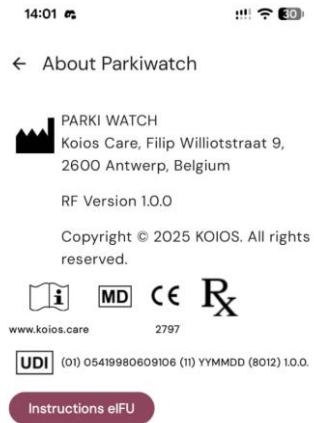 14:01
30
← About Parkiwatch
PARKI WATCH
Koios Care, Filip Williotstraat 9,
2600 Antwerp, Belgium
RF Version 1.0.0
Copyright © 2025 KOIOS. All rights
reserved.
i MD CE Rx
www.koios.care 2797
UDI (01) 05419980609106 (11) YYMMDD (8012) 1.0.0.
Instructions eIFU